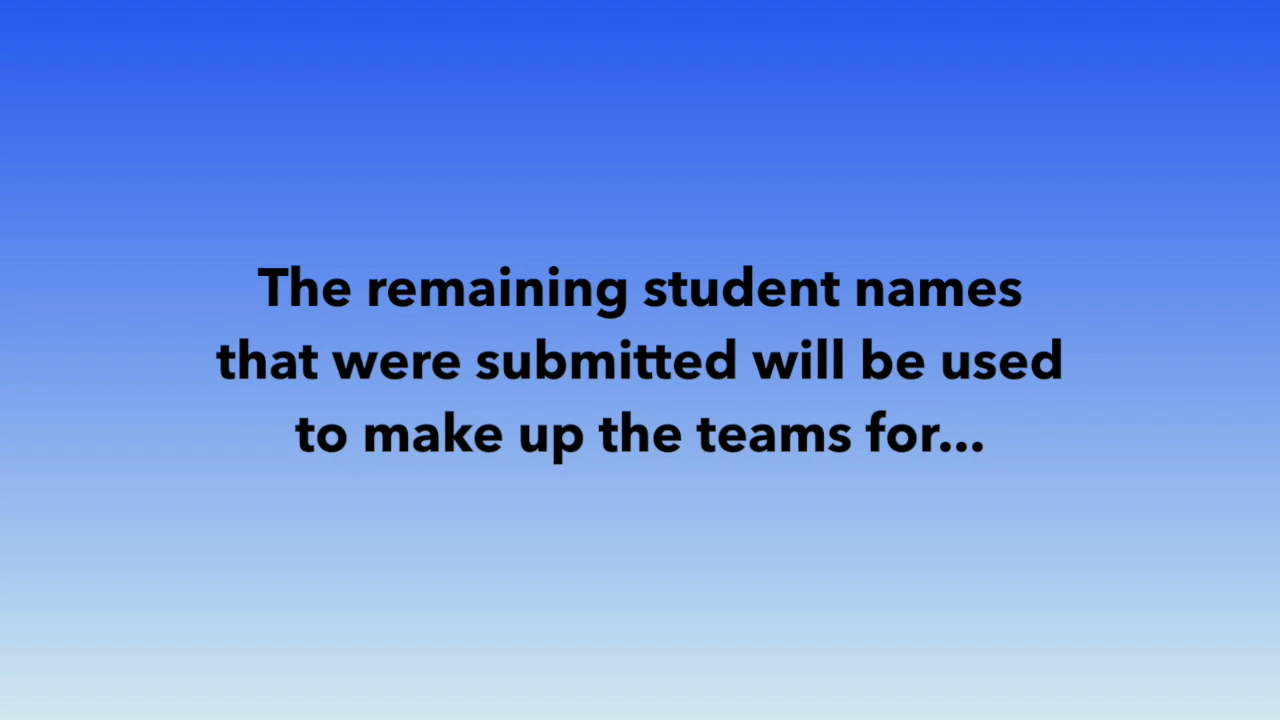 The remaining student names
that were submitted will be used
to make up the teams for...